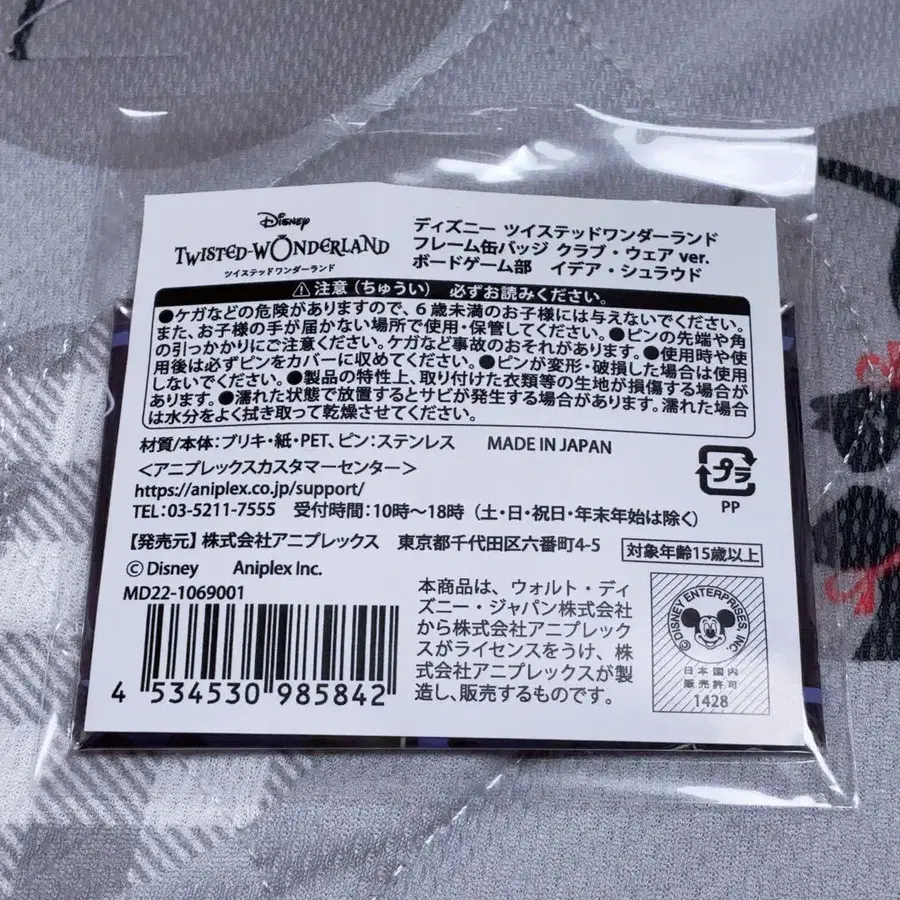 Disney
TWISTED-WONDERLAND
ツイステッドワンダーランド
ディズニー ツイステッドワンダーランド
フレーム缶バッジ クラブ・ウェア ver.
ボードゲーム部 イデア・シュラウド
⚠注意（ちゅうい） 必ずお読みください。
●ケガなどの危険がありますので、６歳未満のお子様には与えないでください。
また、お子様の手が届かない場所で使用・保管してください。●ピンの先端や角
の引っかかりにご注意ください。ケガなど事故のおそれがあります。●使用時や使
用後は必ずピンをカバーに収めてください。●ピンが変形・破損した場合は使用
しないでください。●製品の特性上、取り付けた衣類等の生地が損傷する場合が
あります。●濡れた状態で放置するとサビが発生する場合があります。濡れた場合
は水分をよく拭き取って乾燥させてください。
材質/本体：ブリキ・紙・PET、ピン：ステンレス MADE IN JAPAN
＜アニプレックスカスタマーセンター＞
https://aniplex.co.jp/support/
TEL：03-5211-7555 受付時間：10時～18時（土・日・祝日・年末年始は除く）
プラ
PP
【発売元】株式会社アニプレックス 東京都千代田区六番町4-5
対象年齢15歳以上
©Disney Aniplex Inc.
MD22-1069001
4 534530 985842
本商品は、ウォルト・ディ
ズニー・ジャパン株式会社
から株式会社アニプレック
スがライセンスをうけ、株
式会社アニプレックスが製
造し、販売するものです。
©DISNEY ENTERPRISES, INC.
日本国内
販売許可
1428